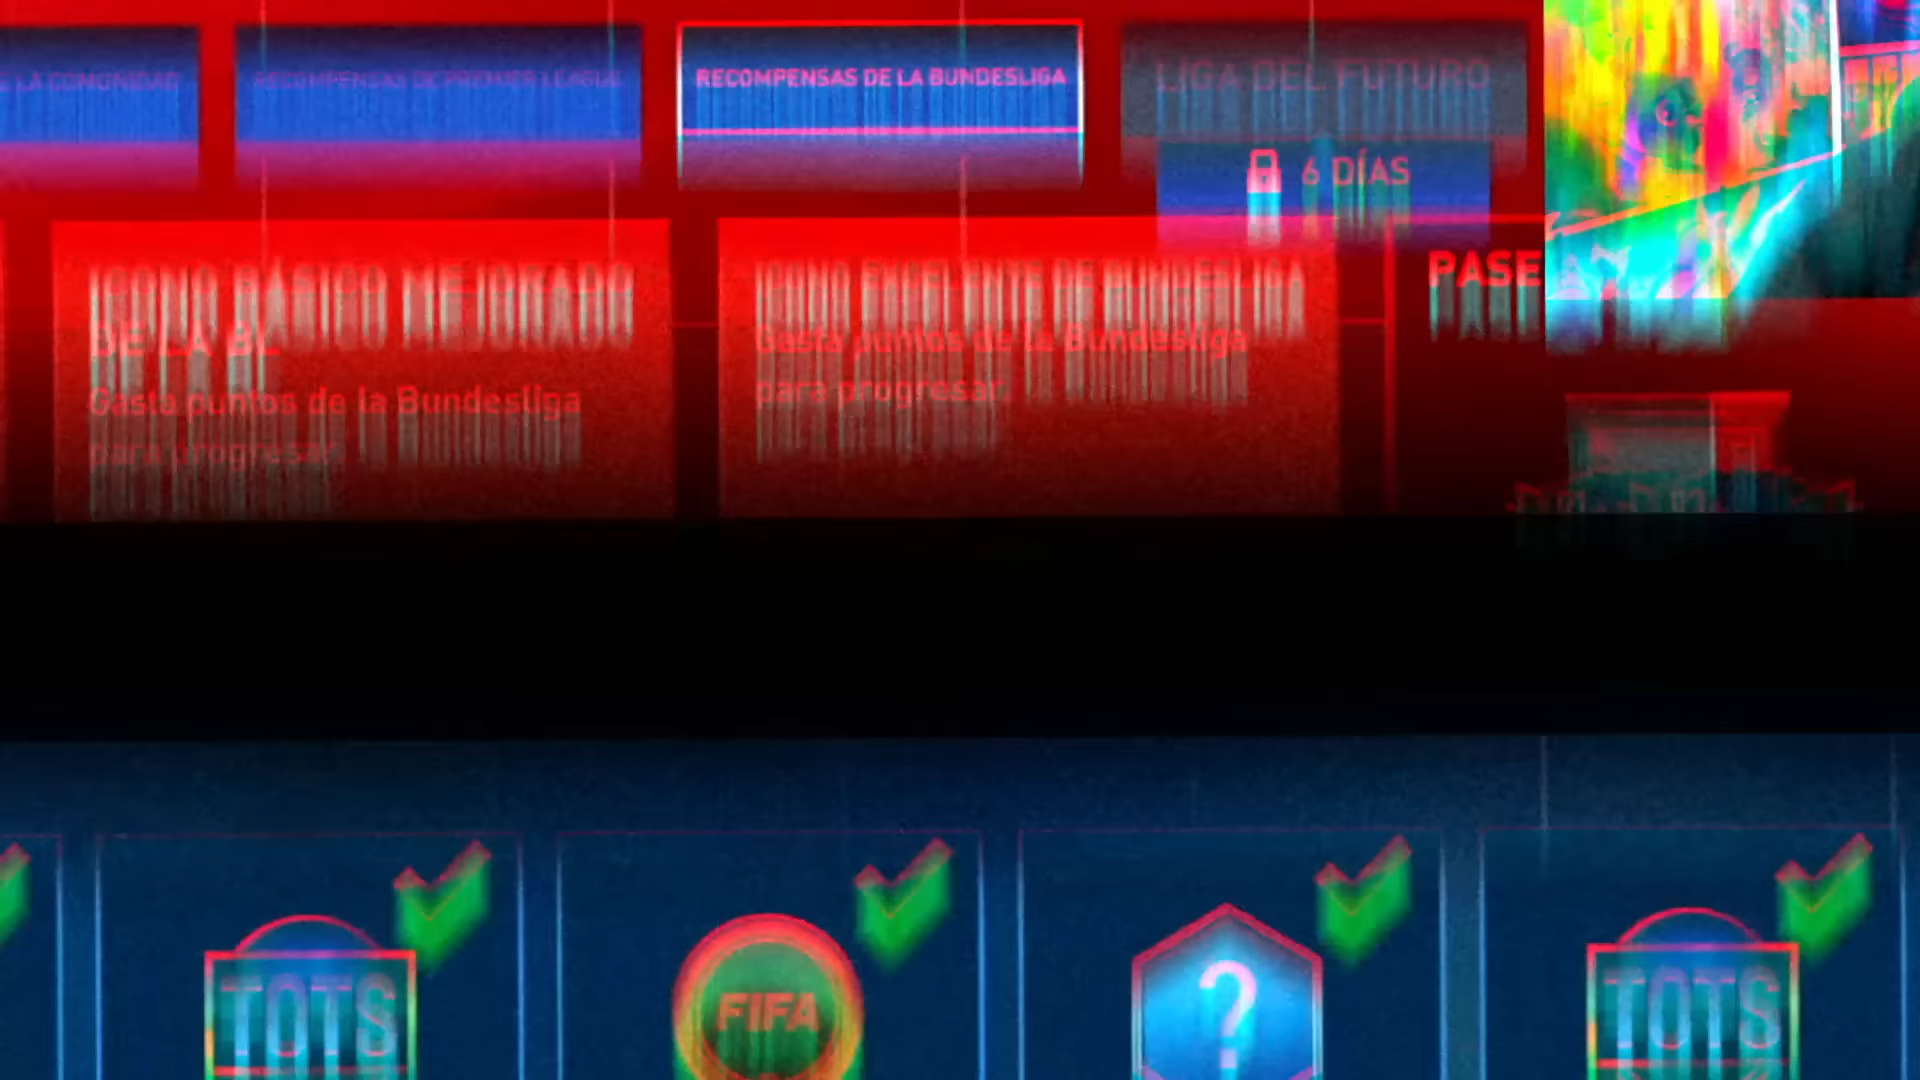 E LA COMUNIDAD
RECOMPENSAS DE PREMIER LEAGUE
RECOMPENSAS DE LA BUNDESLIGA
LIGA DEL FUTURO
6 DÍAS
ICONO BÁSICO MEJORADO
DE LA BL
Gasta puntos de la Bundesliga
para progresar
ICONO EXCELENTE DE BUNDESLIGA
Gasta puntos de la Bundesliga
para progresar
PASE
TOTS
FIFA
?
TOTS